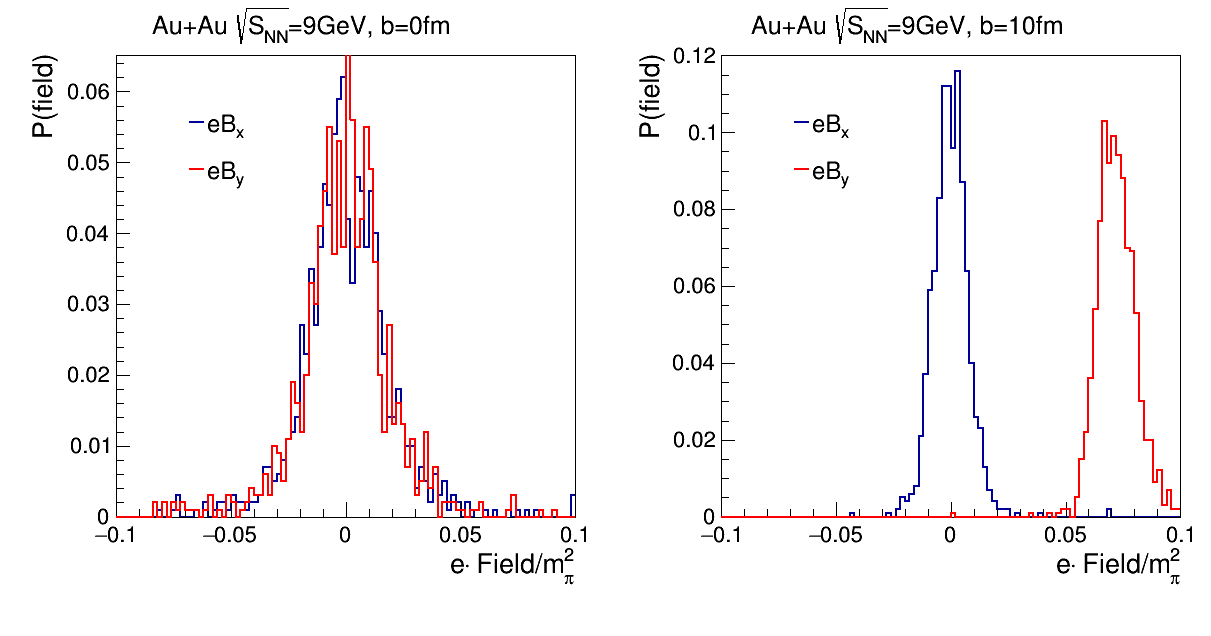 Au+Au √S_NN=9GeV, b=0fm
P(field)
eB_x
eB_y
0.06
0.05
0.04
0.03
0.02
0.01
0
−0.1
−0.05
0
0.05
0.1
e· Field/m_π^2
Au+Au √S_NN=9GeV, b=10fm
P(field)
eB_x
eB_y
0.12
0.1
0.08
0.06
0.04
0.02
0
−0.1
−0.05
0
0.05
0.1
e· Field/m_π^2